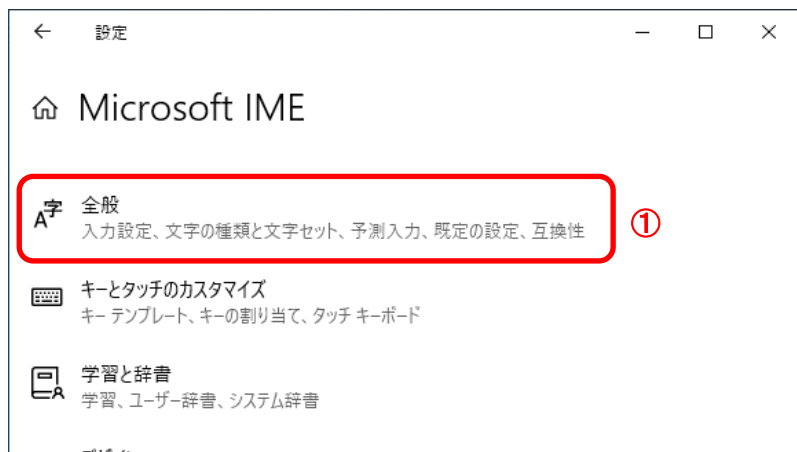 設定
Microsoft IME
全般
入力設定、文字の種類と文字セット、予測入力、既定の設定、互換性
①
キーとタッチのカスタマイズ
キー テンプレート、キーの割り当て、タッチ キーボード
学習と辞書
学習、ユーザー辞書、システム辞書